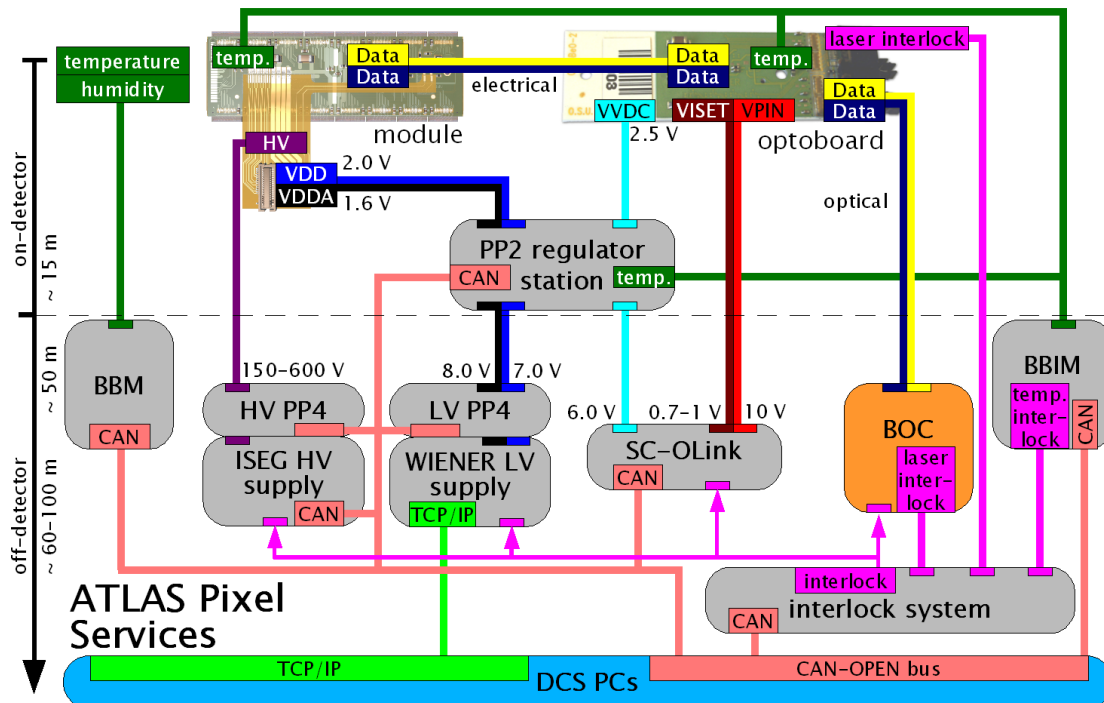 laser interlock
temperature
humidity
temp.
Data
Data
electrical
Data
Data
temp.
Data
Data
module
VVDC
VISET
VPIN
2.5 V
optoboard
HV
VDD
VDDA
2.0 V
1.6 V
optical
on-detector
~ 15 m
PP2 regulator
station
CAN
temp.
BBM
CAN
150-600 V
HV PP4
8.0 V
7.0 V
LV PP4
ISEG HV
supply
CAN
WIENER LV
supply
TCP/IP
6.0 V
0.7-1 V
10 V
SC-OLink
CAN
BOC
laser
inter-
lock
BBIM
temp.
inter-
lock
CAN
~ 50 m
off-detector
~ 60-100 m
ATLAS Pixel
Services
interlock
interlock system
CAN
TCP/IP
DCS PCs
CAN-OPEN bus